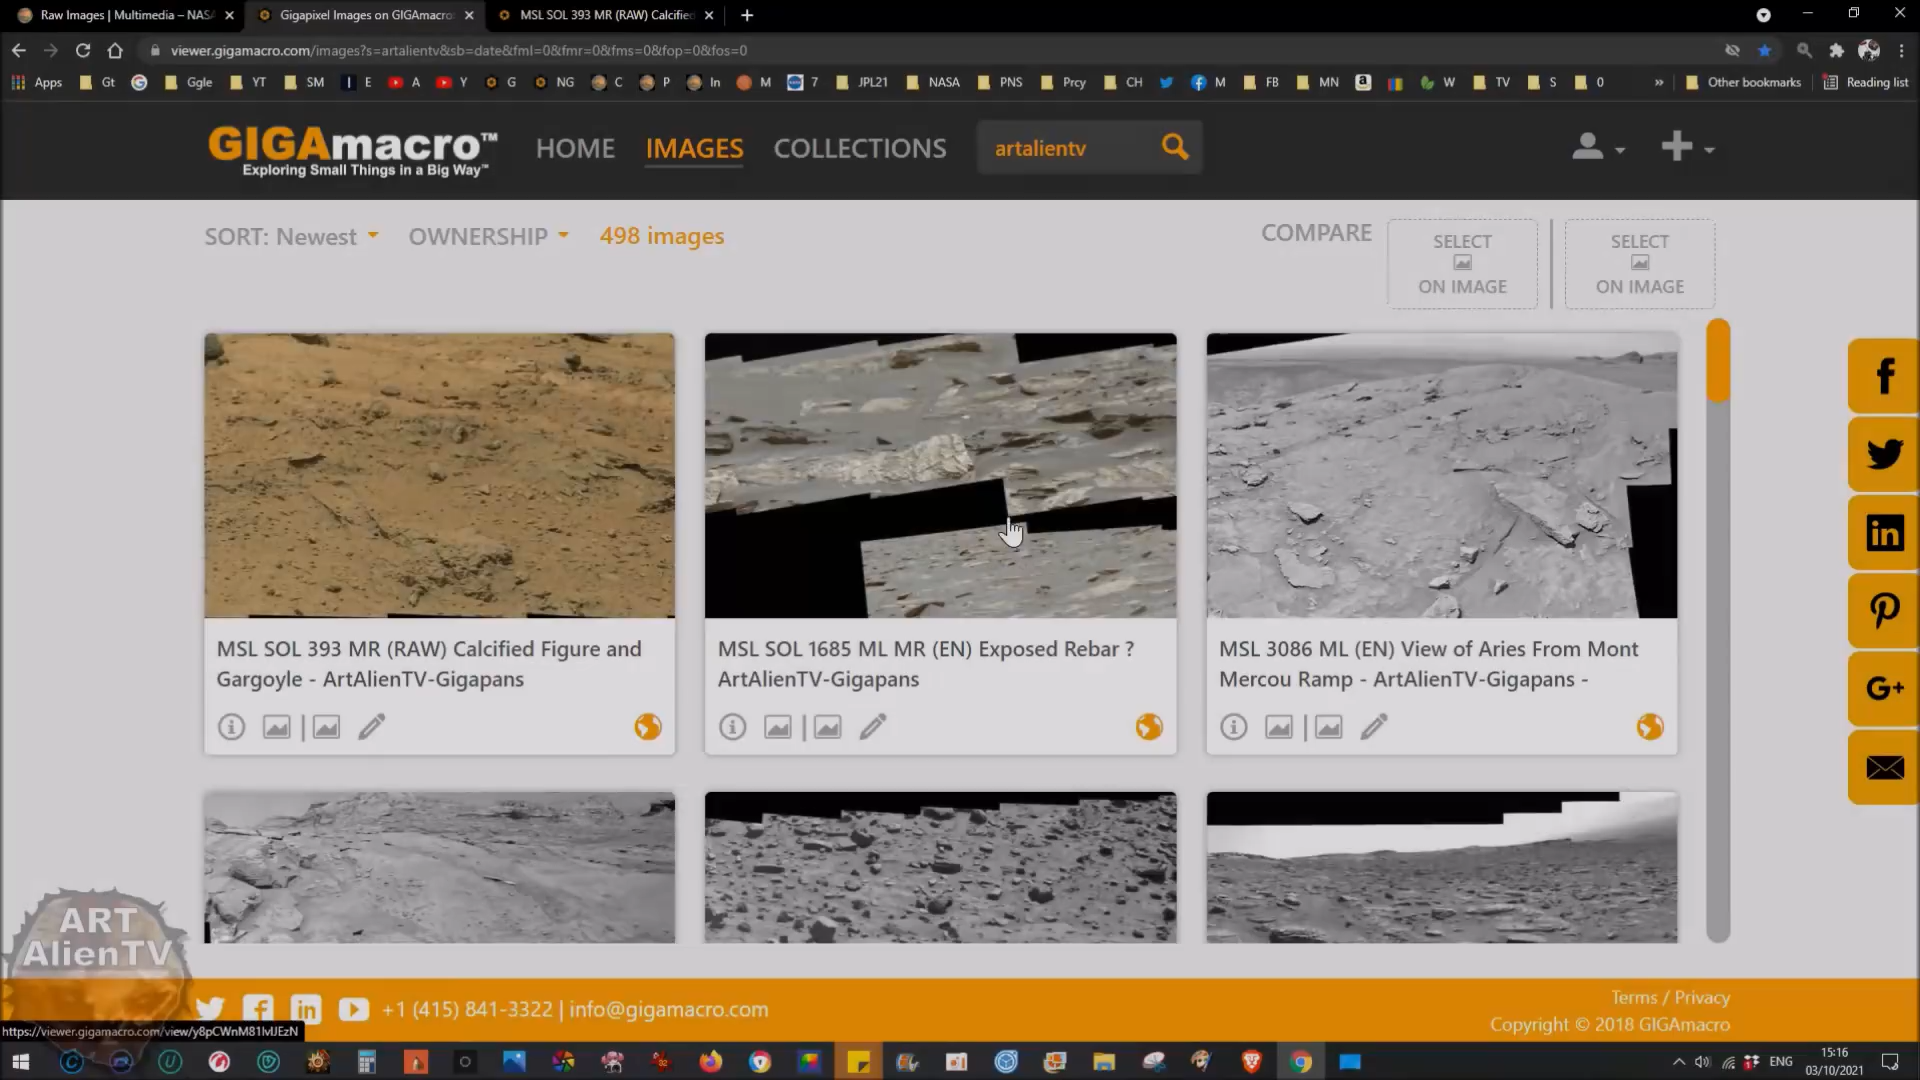 Raw Images | Multimedia – NASA
Gigapixel Images on GIGAmacro
MSL SOL 393 MR (RAW) Calcified
viewer.gigamacro.com/images?s=artalientv&sb=date&fml=0&fmr=0&fms=0&fop=0&fos=0
Apps Gt Ggle YT SM E A Y G NG C P In M 7 JPL21 NASA PNS Prcy CH M FB MN W TV S 0 » Other bookmarks Reading list
GIGAmacro™
Exploring Small Things in a Big Way™
HOME IMAGES COLLECTIONS artalientv
SORT: Newest OWNERSHIP 498 images COMPARE
SELECT
ON IMAGE
SELECT
ON IMAGE
MSL SOL 393 MR (RAW) Calcified Figure and
Gargoyle - ArtAlienTV-Gigapans
MSL SOL 1685 ML MR (EN) Exposed Rebar ?
ArtAlienTV-Gigapans
MSL 3086 ML (EN) View of Aries From Mont
Mercou Ramp - ArtAlienTV-Gigapans -
ART
AlienTV
+1 (415) 841-3322 | info@gigamacro.com
Terms / Privacy
Copyright © 2018 GIGAmacro
https://viewer.gigamacro.com/view/y8pCWnM81lvlJEzN
ENG
15:16
03/10/2021